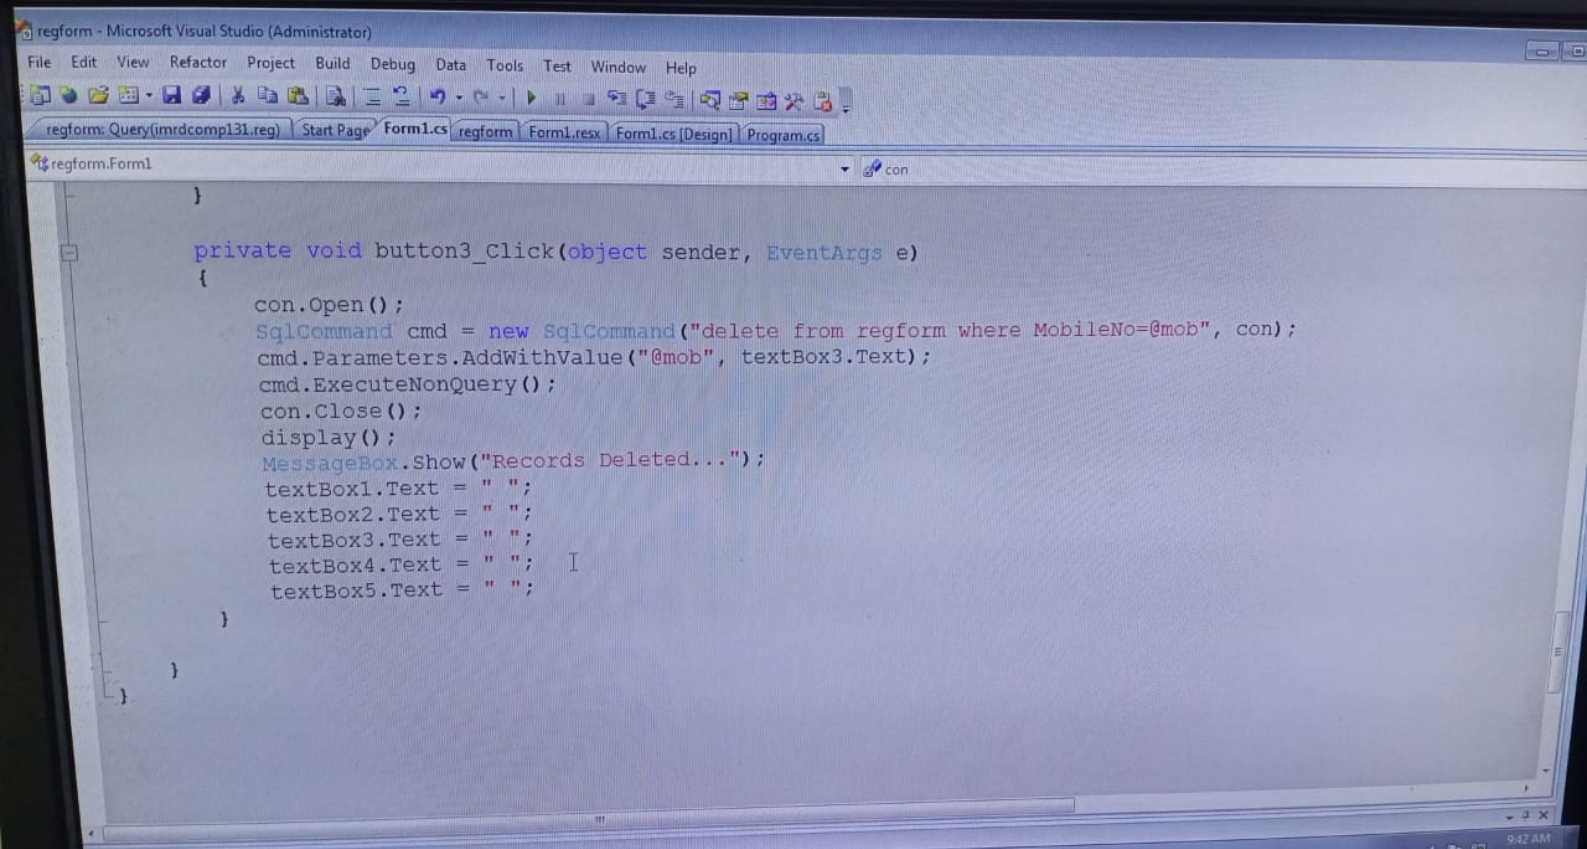 regform - Microsoft Visual Studio (Administrator)
File Edit View Refactor Project Build Debug Data Tools Test Window Help
regform: Query(imrdcomp131.reg) Start Page Form1.cs regform Form1.resx Form1.cs [Design] Program.cs
regform.Form1 con
}
private void button3_Click(object sender, EventArgs e)
{
con.Open();
SqlCommand cmd = new SqlCommand("delete from regform where MobileNo=@mob", con);
cmd.Parameters.AddWithValue("@mob", textBox3.Text);
cmd.ExecuteNonQuery();
con.Close();
display();
MessageBox.Show("Records Deleted...");
textBox1.Text = " ";
textBox2.Text = " ";
textBox3.Text = " ";
textBox4.Text = " ";
textBox5.Text = " ";
}
}
}
9:42 AM